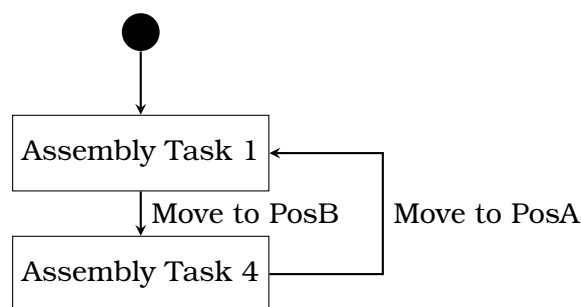 Assembly Task 1
Move to PosB
Move to PosA
Assembly Task 4